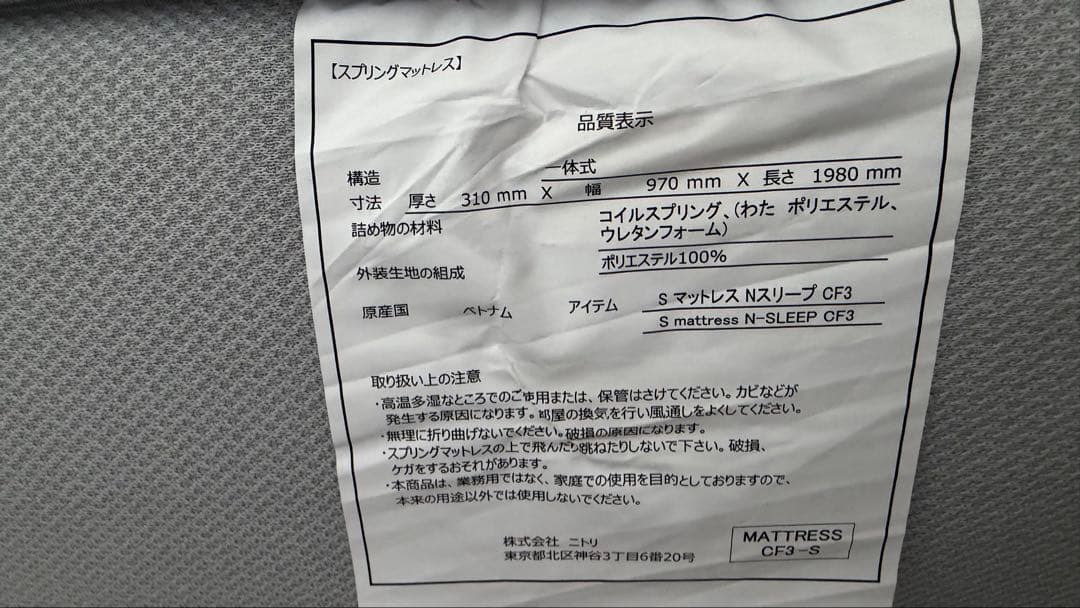 【スプリングマットレス】
品質表示
構造 一体式
寸法 厚さ 310 mm X 幅 970 mm X 長さ 1980 mm
詰め物の材料 コイルスプリング、(わた ポリエステル、
ウレタンフォーム)
外装生地の組成 ポリエステル100%
原産国 ベトナム アイテム S マットレス Nスリープ CF3
S mattress N-SLEEP CF3
取り扱い上の注意
・高温多湿なところでのご使用または、保管はさけてください。カビなどが
発生する原因になります。部屋の換気を行い風通しをよくしてください。
・無理に折り曲げないでください。破損の原因になります。
・スプリングマットレスの上で飛んだり跳ねたりしないで下さい。破損、
ケガをするおそれがあります。
・本商品は、業務用ではなく、家庭での使用を目的としておりますので、
本来の用途以外では使用しないでください。
株式会社 ニトリ
東京都北区神谷3丁目6番20号
MATTRESS
CF3-S